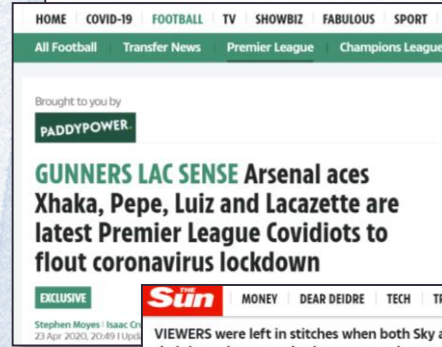 HOME COVID-19 FOOTBALL TV SHOWBIZ FABULOUS SPORT
All Football Transfer News Premier League Champions League
Brought to you by
PADDYPOWER.
GUNNERS LAC SENSE Arsenal aces
Xhaka, Pepe, Luiz and Lacazette are
latest Premier League Covidiots to
flout coronavirus lockdown
EXCLUSIVE
Stephen Moyes Isaac
23 Apr 2020, 20:49
The Sun MONEY DEAR DEIDRE TECH
VIEWERS were left in stitches when both Sky